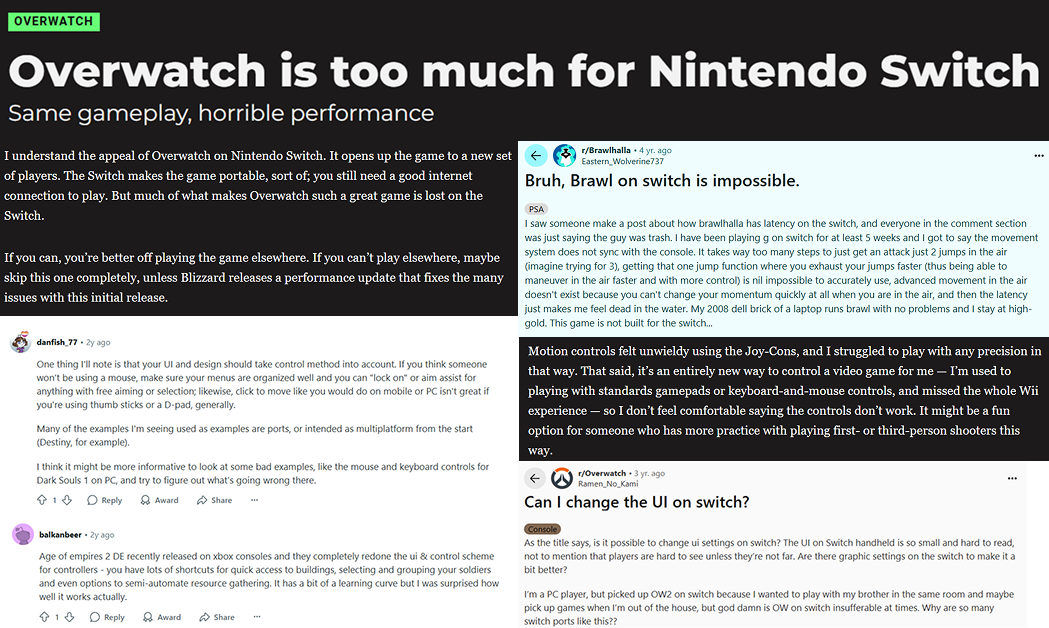 OVERWATCH
Overwatch is too much for Nintendo Switch
Same gameplay, horrible performance
I understand the appeal of Overwatch on Nintendo Switch. It opens up the game to a new set
of players. The Switch makes the game portable, sort of; you still need a good internet
connection to play. But much of what makes Overwatch such a great game is lost on the
Switch.
If you can, you're better off playing the game elsewhere. If you can't play elsewhere, maybe
skip this one completely, unless Blizzard releases a performance update that fixes the many
issues with this initial release.
danfish_77 • 2y ago
One thing I'll note is that your UI and design should take control method into account. If you think someone
won't be using a mouse, make sure your menus are organized well and you can "lock on" or aim assist for
anything with free aiming or selection; likewise, click to move like you would do on mobile or PC isn't great if
you're using thumb sticks or a D-pad, generally.
Many of the examples I'm seeing used as examples are ports, or intended as multiplatform from the start
(Destiny, for example).
I think it might be more informative to look at some bad examples, like the mouse and keyboard controls for
Dark Souls 1 on PC, and try to figure out what's going wrong there.
1 Reply Award Share ...
balkanbeer • 2y ago
Age of empires 2 DE recently released on xbox consoles and they completely redone the ui & control scheme
for controllers - you have lots of shortcuts for quick access to buildings, selecting and grouping your soldiers
and even options to semi-automate resource gathering. It has a bit of a learning curve but I was surprised how
well it works actually.
1 Reply Award Share ...
r/Brawlhalla • 4 yr. ago
Eastern_Wolverine737
Bruh, Brawl on switch is impossible.
PSA
I saw someone make a post about how brawlhalla has latency on the switch, and everyone in the comment section
was just saying the guy was trash. I have been playing g on switch for at least 5 weeks and I got to say the movement
system does not sync with the console. It takes way too many steps to just get an attack just 2 jumps in the air
(imagine trying for 3), getting that one jump function where you exhaust your jumps faster (thus being able to
maneuver in the air faster and with more control) is nil impossible to accurately use, advanced movement in the air
doesn't exist because you can't change your momentum quickly at all when you are in the air, and then the latency
just makes me feel dead in the water. My 2008 dell brick of a laptop runs brawl with no problems and I stay at high-
gold. This game is not built for the switch...
Motion controls felt unwieldy using the Joy-Cons, and I struggled to play with any precision in
that way. That said, it's an entirely new way to control a video game for me — I'm used to
playing with standards gamepads or keyboard-and-mouse controls, and missed the whole Wii
experience — so I don't feel comfortable saying the controls don't work. It might be a fun
option for someone who has more practice with playing first- or third-person shooters this
way.
r/Overwatch • 3 yr. ago
Ramen_No_Kami
Can I change the UI on switch?
Console
As the title says, is it possible to change ui settings on switch? The UI on Switch handheld is so small and hard to read,
not to mention that players are hard to see unless they're not far. Are there graphic settings on the switch to make it a
bit better?
I'm a PC player, but picked up OW2 on switch because I wanted to play with my brother in the same room and maybe
pick up games when I'm out of the house, but god damn is OW on switch insufferable at times. Why are so many
switch ports like this??